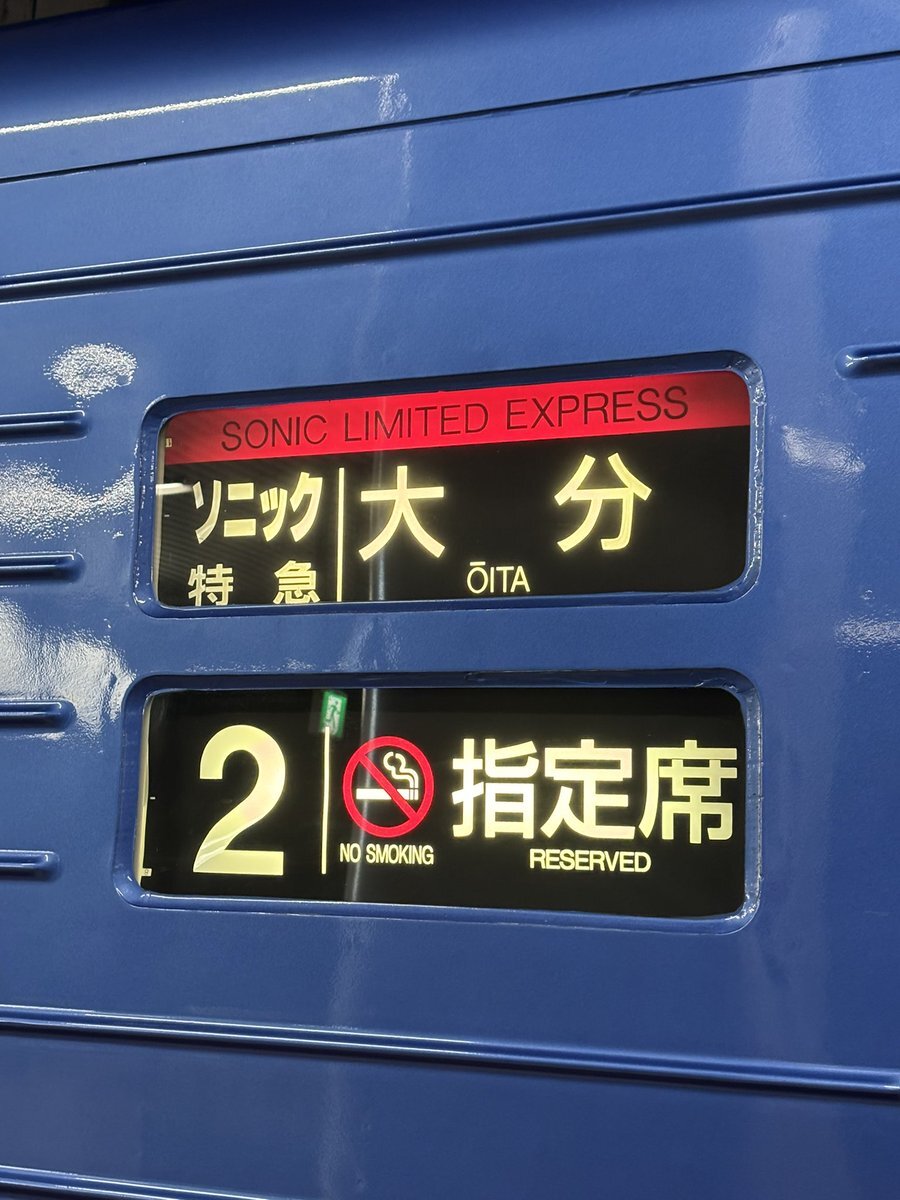 SONIC LIMITED EXPRESS
ソニック
特急
大分
ŌITA
2
NO SMOKING
指定席
RESERVED